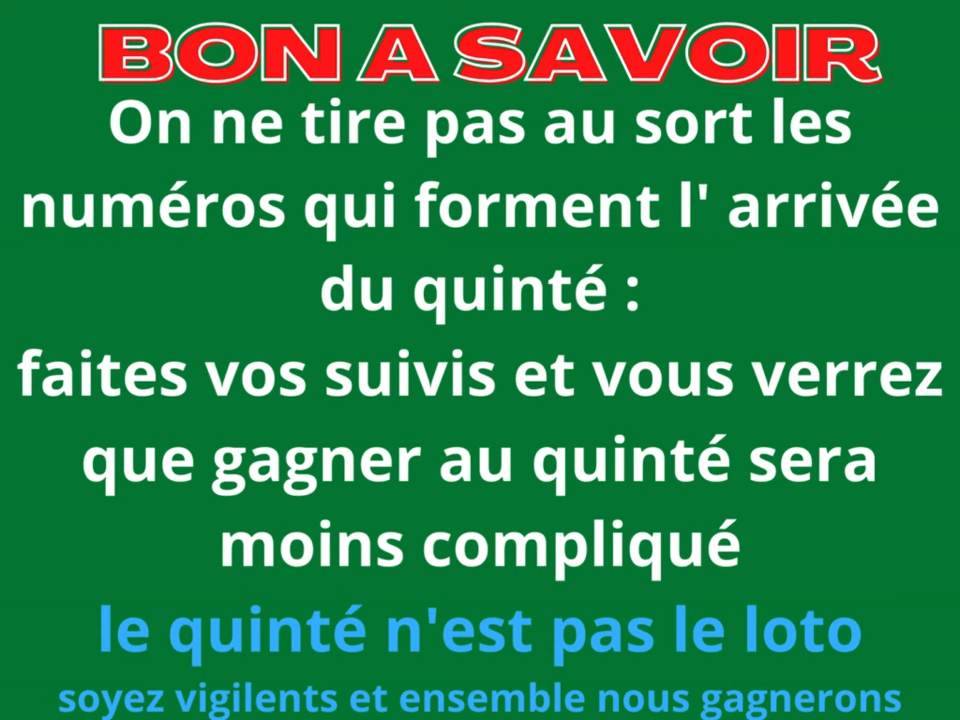 BON A SAVOIR
On ne tire pas au sort les
numéros qui forment l' arrivée
du quinté :
faites vos suivis et vous verrez
que gagner au quinté sera
moins compliqué
le quinté n'est pas le loto
soyez vigilents et ensemble nous gagnerons